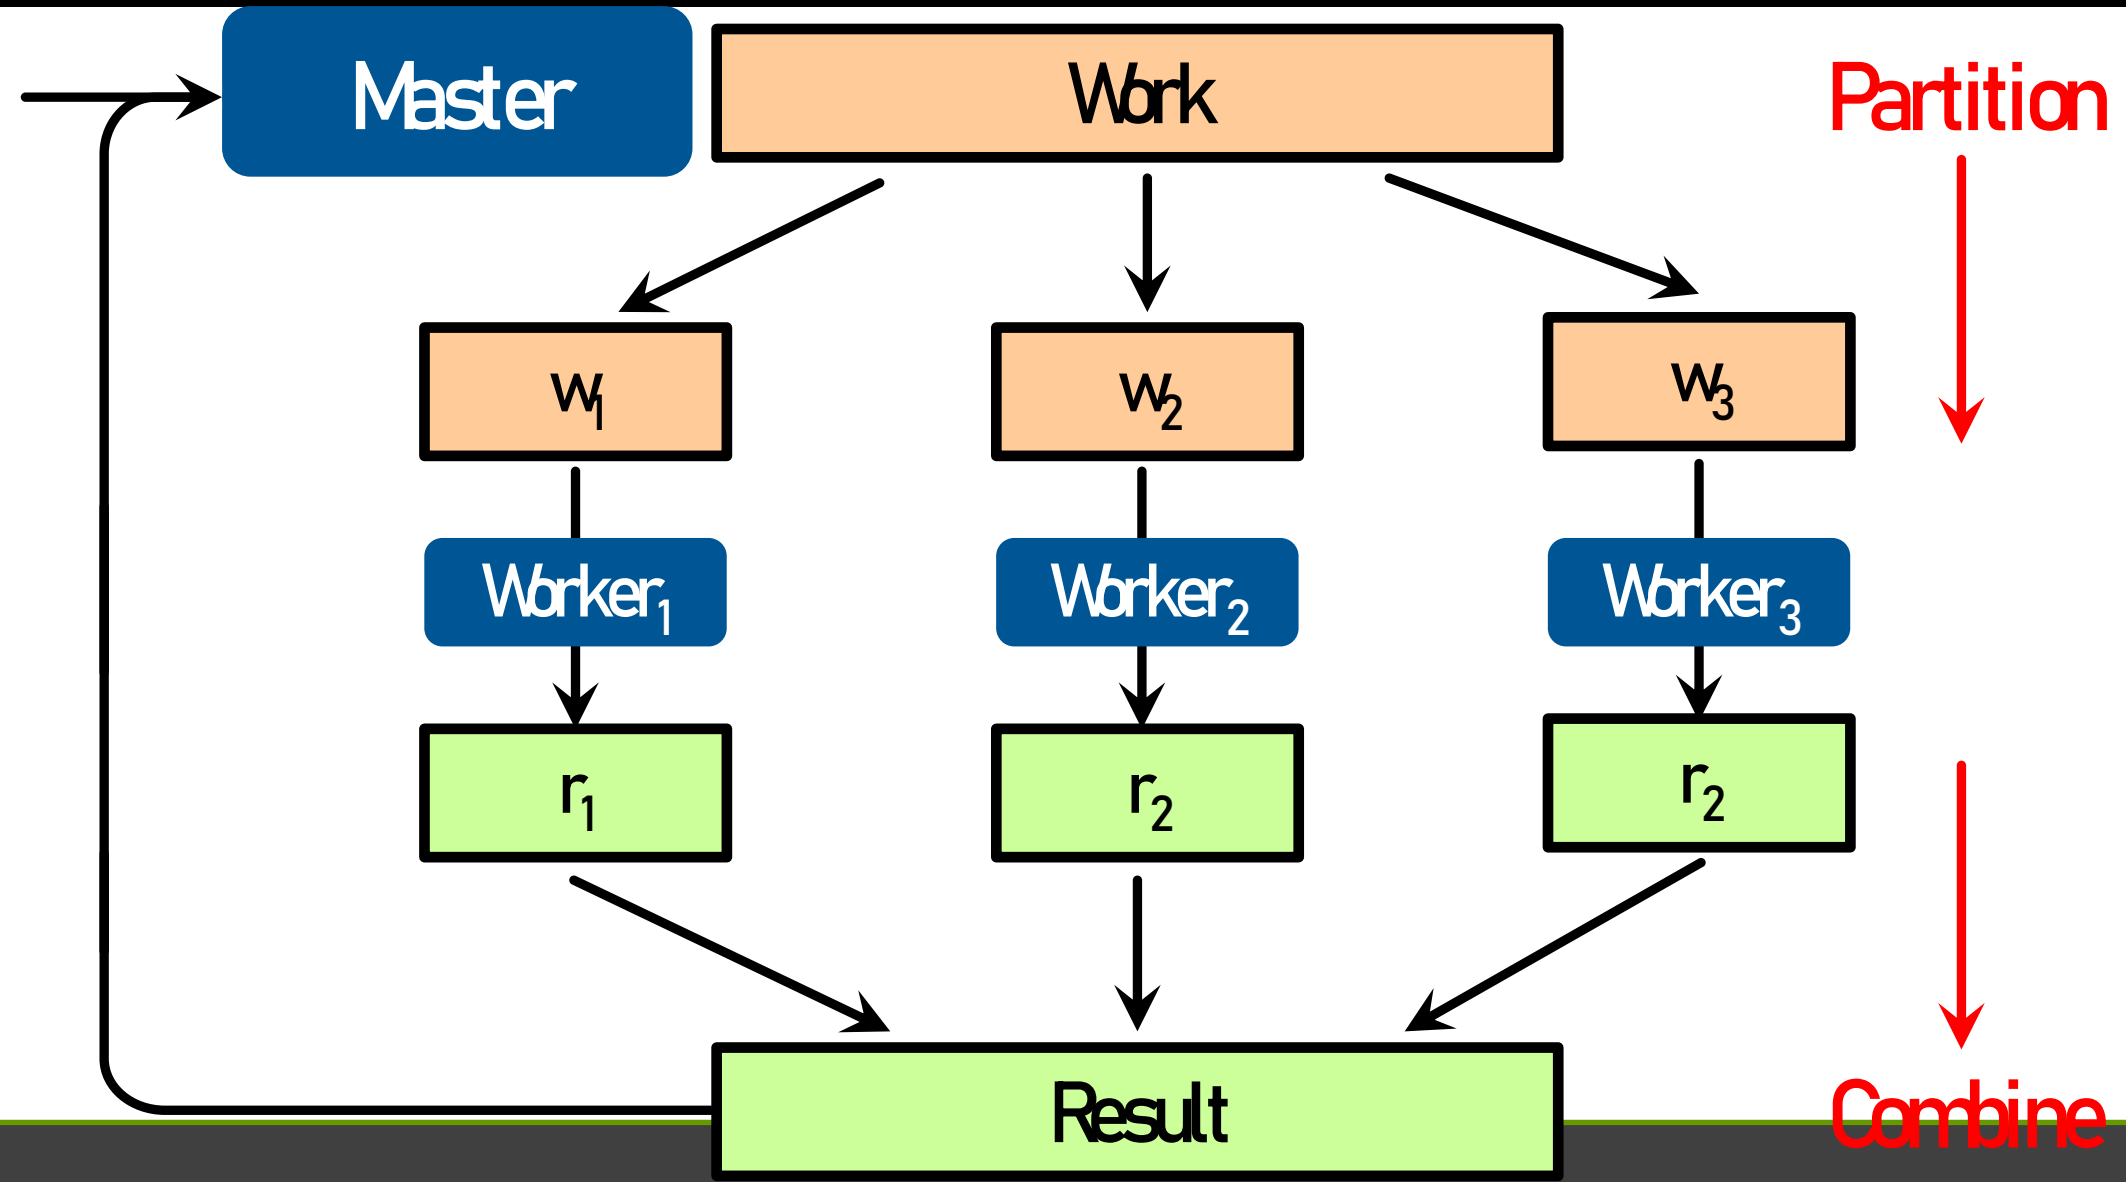 Master
Work
Partition
w1
w2
w3
Worker1
Worker2
Worker3
r1
r2
r2
Result
Combine